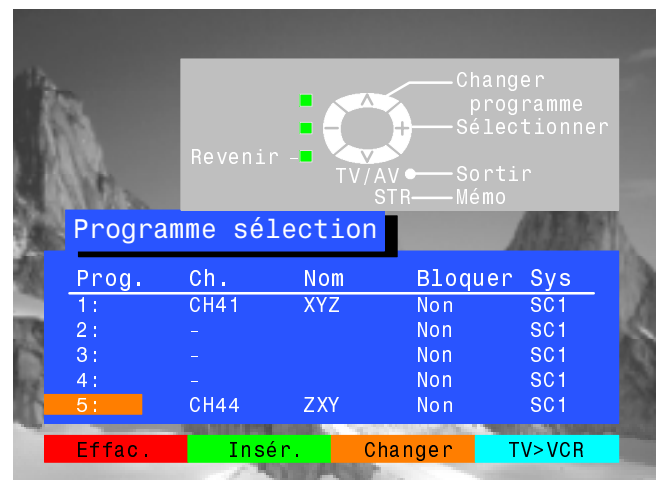 Changer
programme
Sélectionner
Revenir
TV/AV Sortir
STR Mémo
Programme sélection
Prog. Ch. Nom Bloquer Sys
1: CH41 XYZ Non SC1
2: - Non SC1
3: - Non SC1
4: - Non SC1
5: CH44 ZXY Non SC1
Effac. Insér. Changer TV>VCR